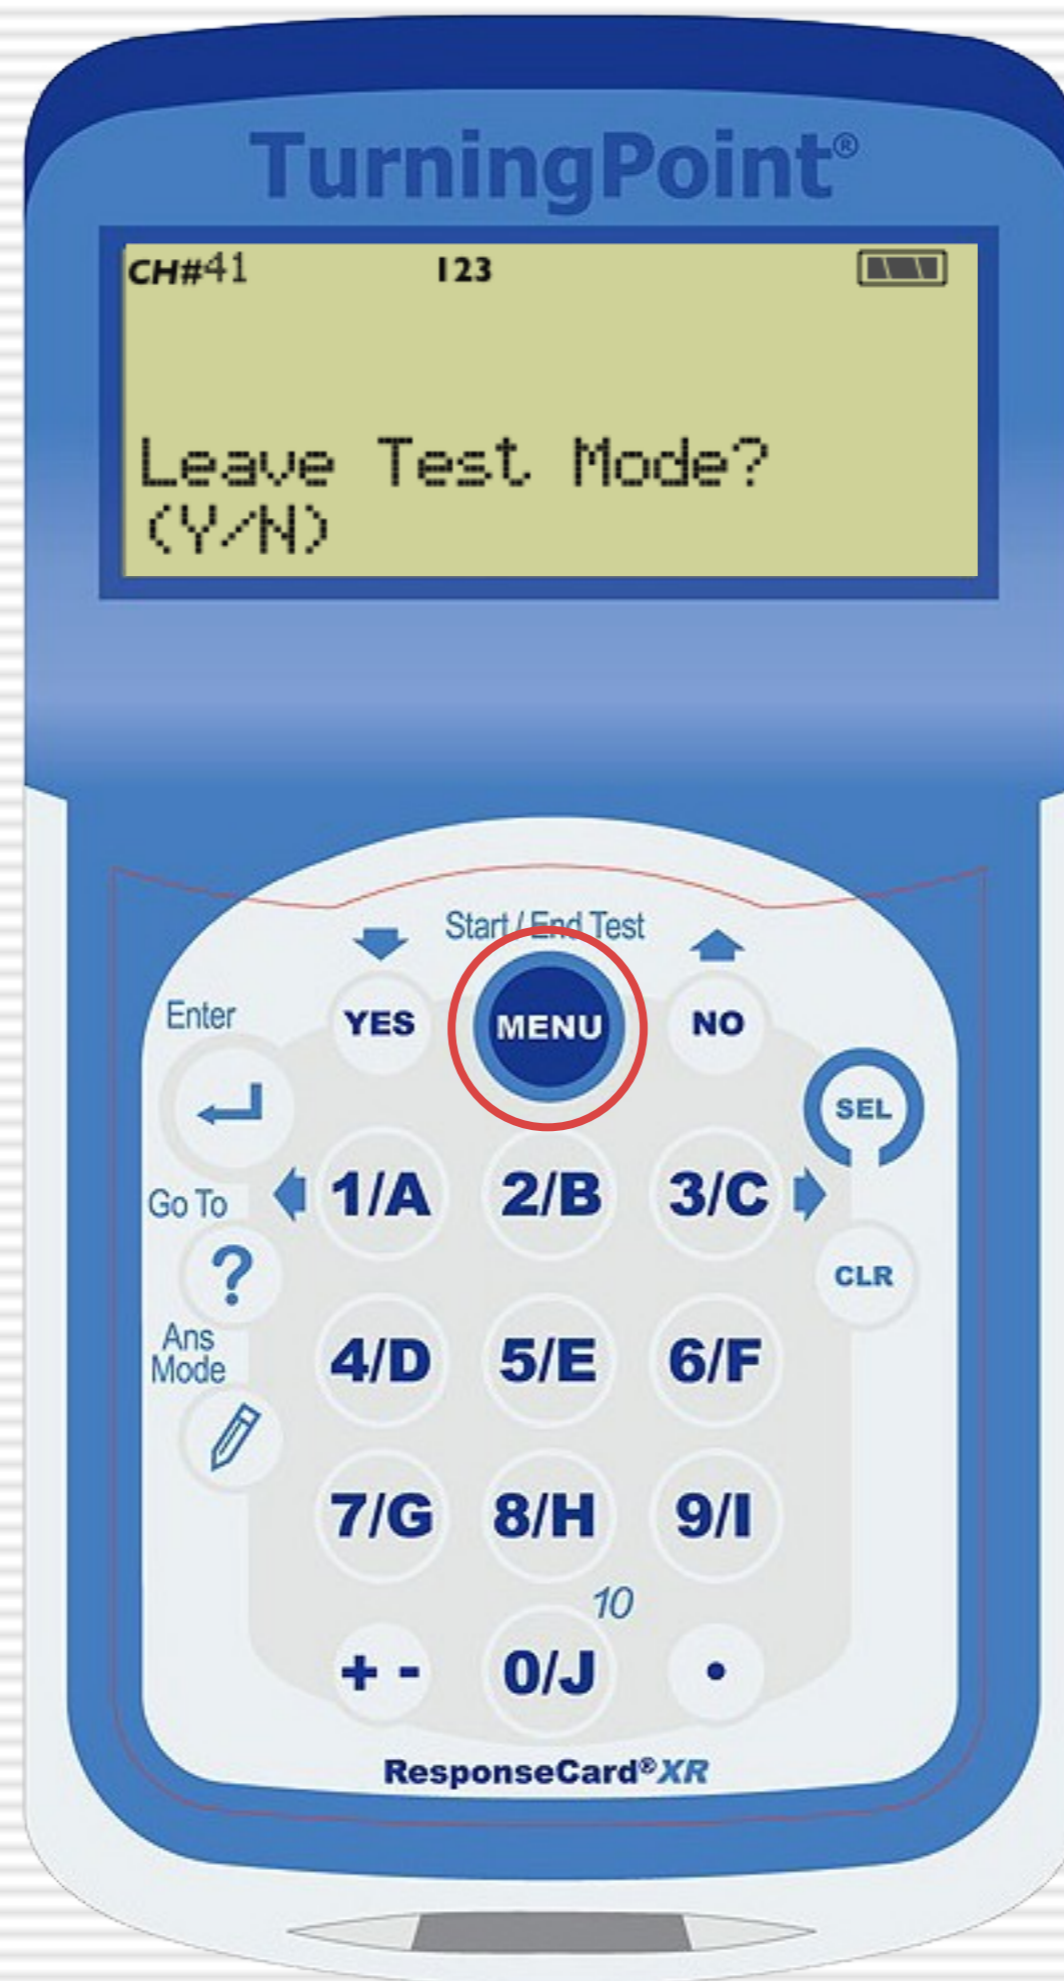 TurningPoint®
CH#41 123
Leave Test Mode?
(Y/N)
Start / End Test
Enter YES MENU NO
SEL
Go To 1/A 2/B 3/C
? CLR
Ans
Mode 4/D 5/E 6/F
7/G 8/H 9/I
10
+ - 0/J •
ResponseCard®XR